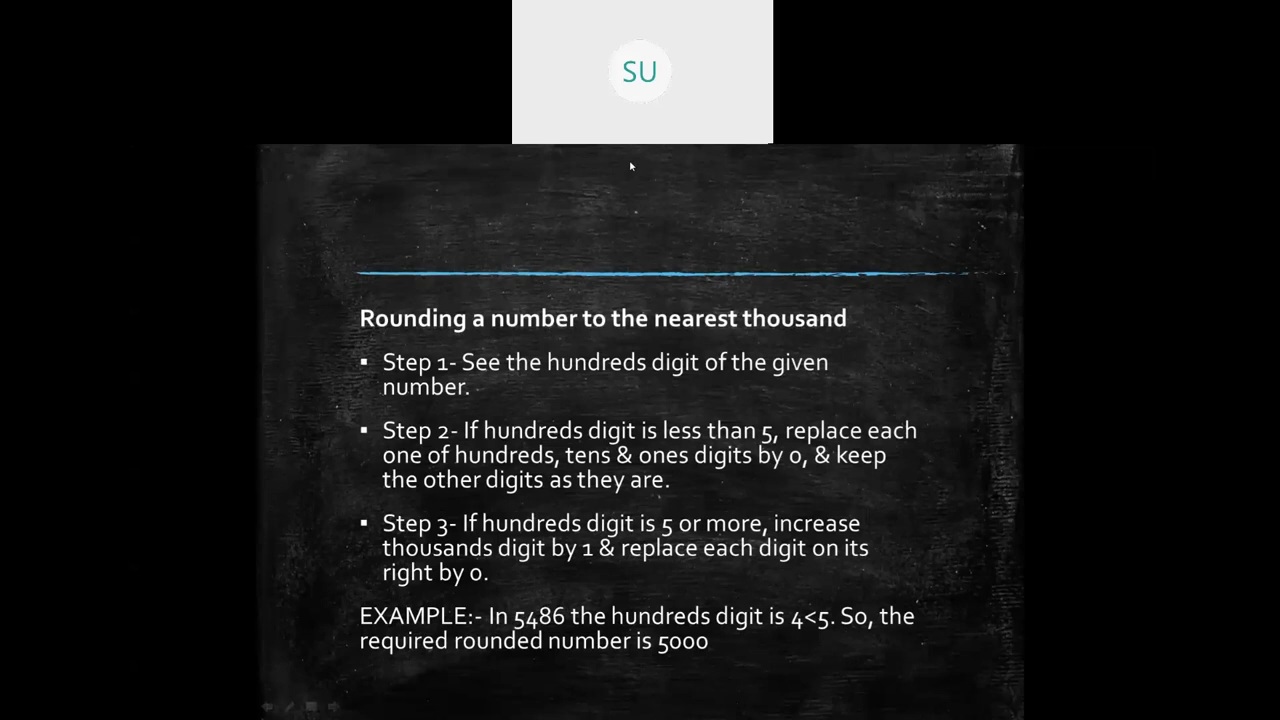 SU
Rounding a number to the nearest thousand
▪ Step 1- See the hundreds digit of the given
number.
▪ Step 2- If hundreds digit is less than 5, replace each
one of hundreds, tens & ones digits by 0, & keep
the other digits as they are.
▪ Step 3- If hundreds digit is 5 or more, increase
thousands digit by 1 & replace each digit on its
right by 0.
EXAMPLE:- In 5486 the hundreds digit is 4<5. So, the
required rounded number is 5000